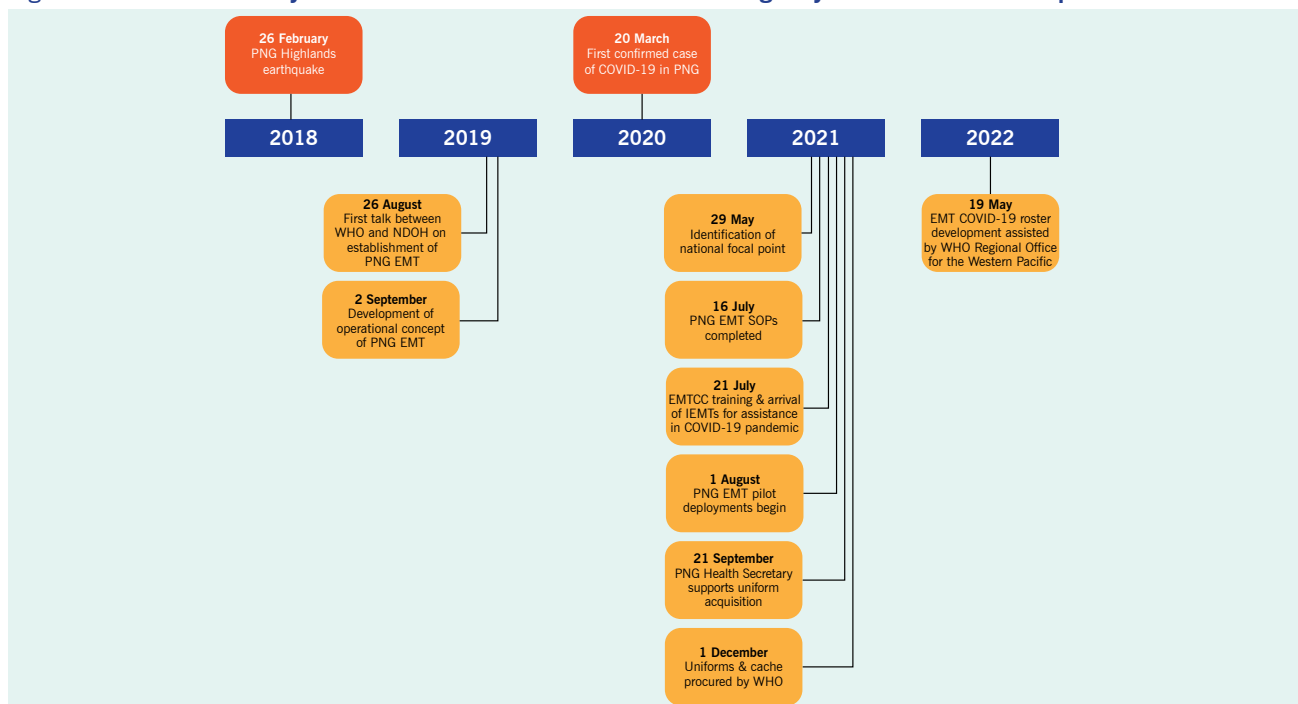 26 February
PNG Highlands
earthquake
20 March
First confirmed case
of COVID-19 in PNG
2018
2019
2020
2021
2022
26 August
First talk between
WHO and NDOH on
establishment of
PNG EMT
2 September
Development of
operational concept
of PNG EMT
29 May
Identification of
national focal point
16 July
PNG EMT SOPs
completed
21 July
EMTCC training & arrival
of IEMTs for assistance
in COVID-19 pandemic
1 August
PNG EMT pilot
deployments begin
21 September
PNG Health Secretary
supports uniform
acquisition
1 December
Uniforms & cache
procured by WHO
19 May
EMT COVID-19 roster
development assisted
by WHO Regional Office
for the Western Pacific